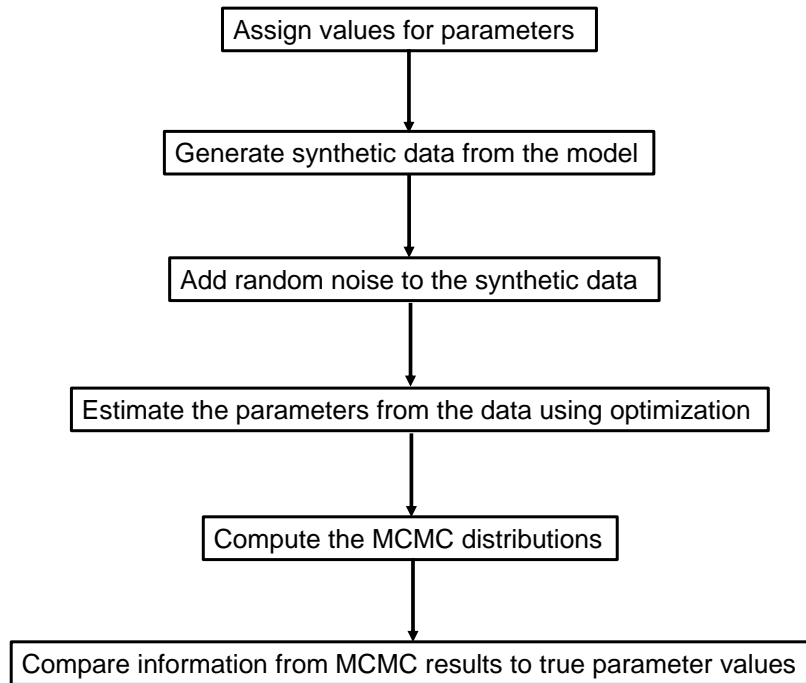 Assign values for parameters
Generate synthetic data from the model
Add random noise to the synthetic data
Estimate the parameters from the data using optimization
Compute the MCMC distributions
Compare information from MCMC results to true parameter values